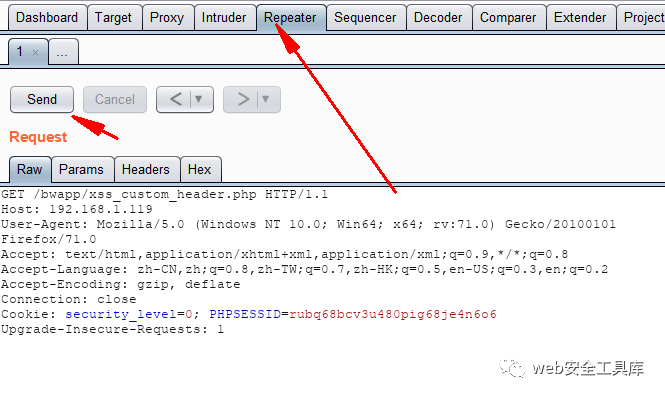 Dashboard Target Proxy Intruder Repeater Sequencer Decoder Comparer Extender Project
1 × ...
Send Cancel < >
Request
Raw Params Headers Hex
GET /bwapp/xss_custom_header.php HTTP/1.1
Host: 192.168.1.119
User-Agent: Mozilla/5.0 (Windows NT 10.0; Win64; x64; rv:71.0) Gecko/20100101
Firefox/71.0
Accept: text/html,application/xhtml+xml,application/xml;q=0.9,*/*;q=0.8
Accept-Language: zh-CN,zh;q=0.8,zh-TW;q=0.7,zh-HK;q=0.5,en-US;q=0.3,en;q=0.2
Accept-Encoding: gzip, deflate
Connection: close
Cookie: security_level=0; PHPSESSID=rubq68bcv3u480pig68je4n6o6
Upgrade-Insecure-Requests: 1
web安全工具库